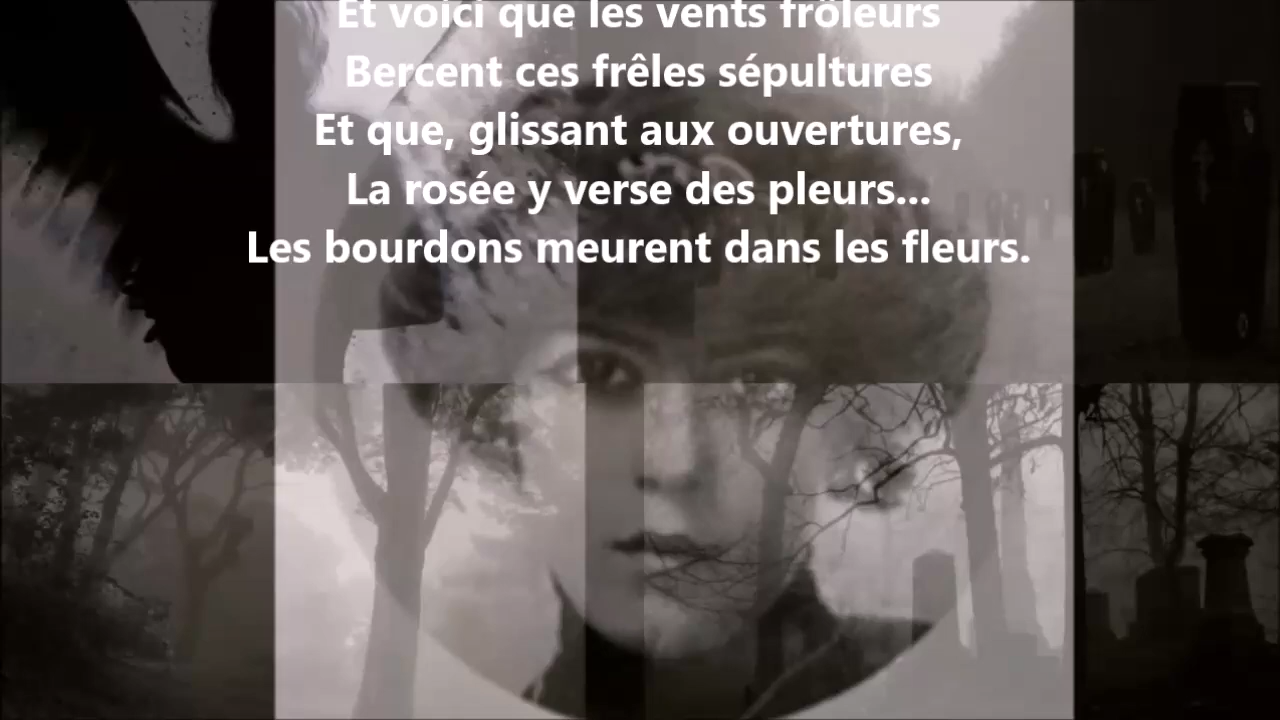 Et voici que les vents frôleurs
Bercent ces frêles sépultures
Et que, glissant aux ouvertures,
La rosée y verse des pleurs...
Les bourdons meurent dans les fleurs.